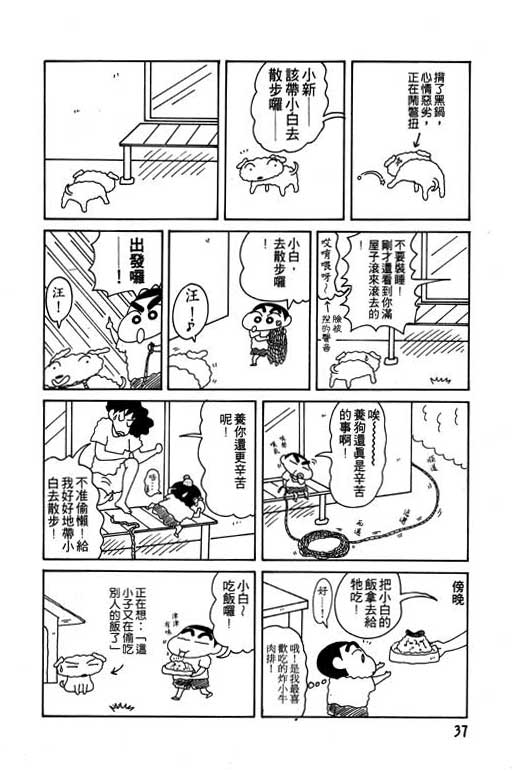 揹了黑鍋，
心情惡劣，
正在鬧彆扭
小新——
該帶小白去
散步囉——
不要裝睡！
剛才還看到你滿
屋子滾來滾去的
哎唷喂呀~
臉被
捏的聲音
小白，
去散步囉
！
汪！♪
出發囉
——！
汪！
唉~~~~
養狗還真是辛苦
的事啊！
養你還更辛苦
呢！
不准偷懶！給
我好好地帶小
白去散步！
傍晚
把小白的
飯拿去給
牠吃！
好……
哦！是我最喜
歡吃的炸小牛
肉排！
小白~
吃飯囉！
津津
有味
正在想：「這
小子又在偷吃
別人的飯了」
37